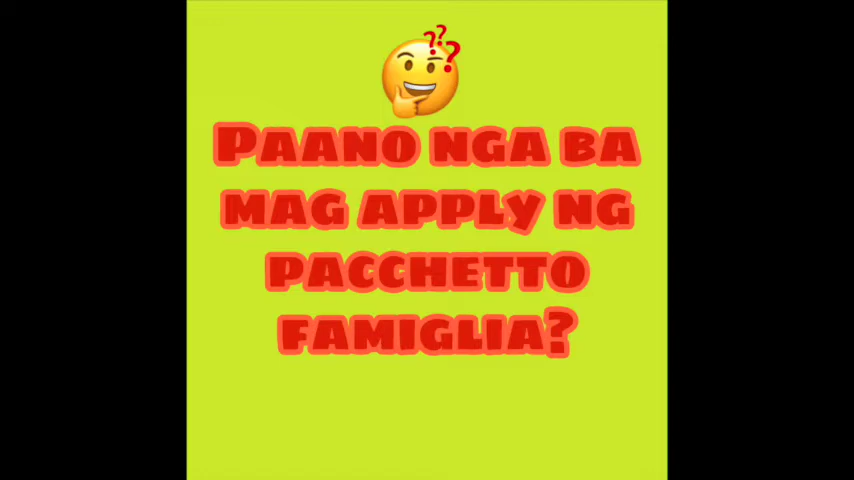 ???
PAANO NGA BA
MAG APPLY NG
PACCHETTO
FAMIGLIA?